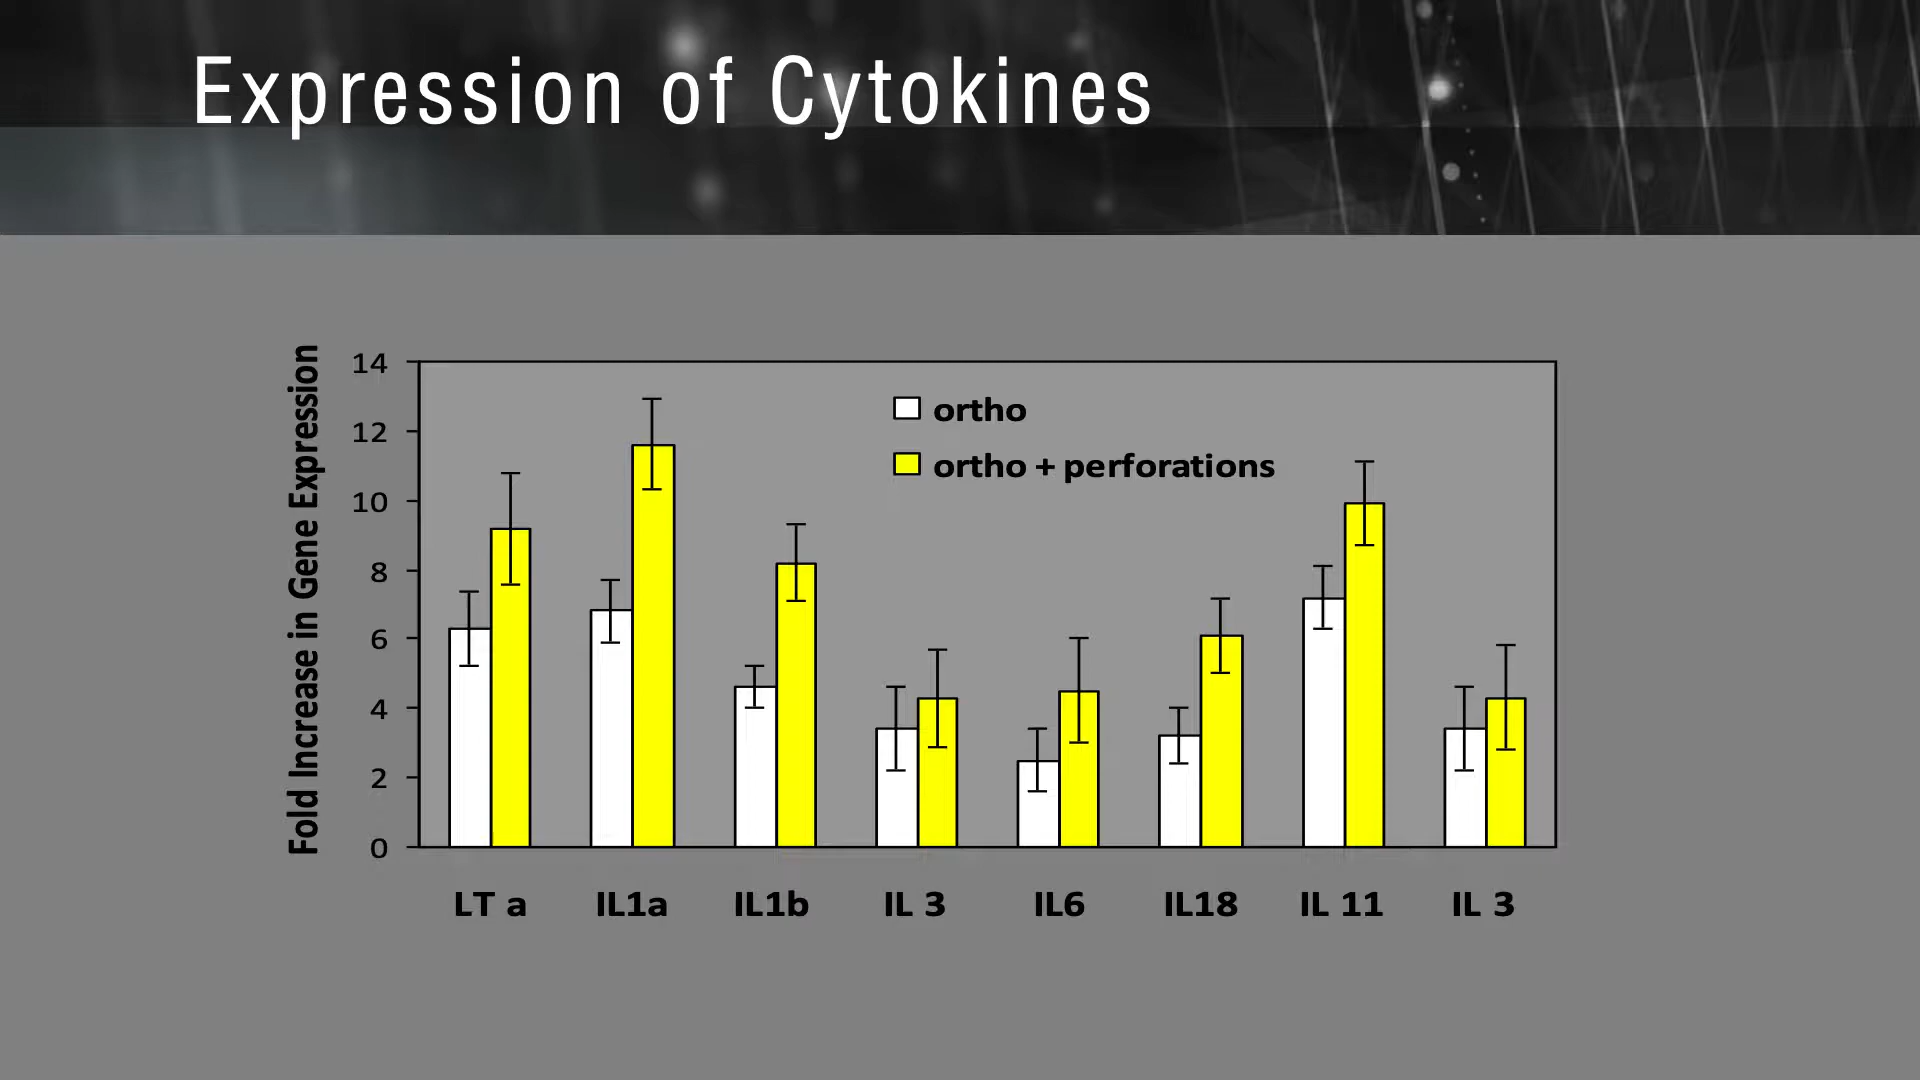 Expression of Cytokines
Fold Increase in Gene Expression
14
12
10
8
6
4
2
0
ortho
ortho + perforations
LT a
IL1a
IL1b
IL 3
IL6
IL18
IL 11
IL 3